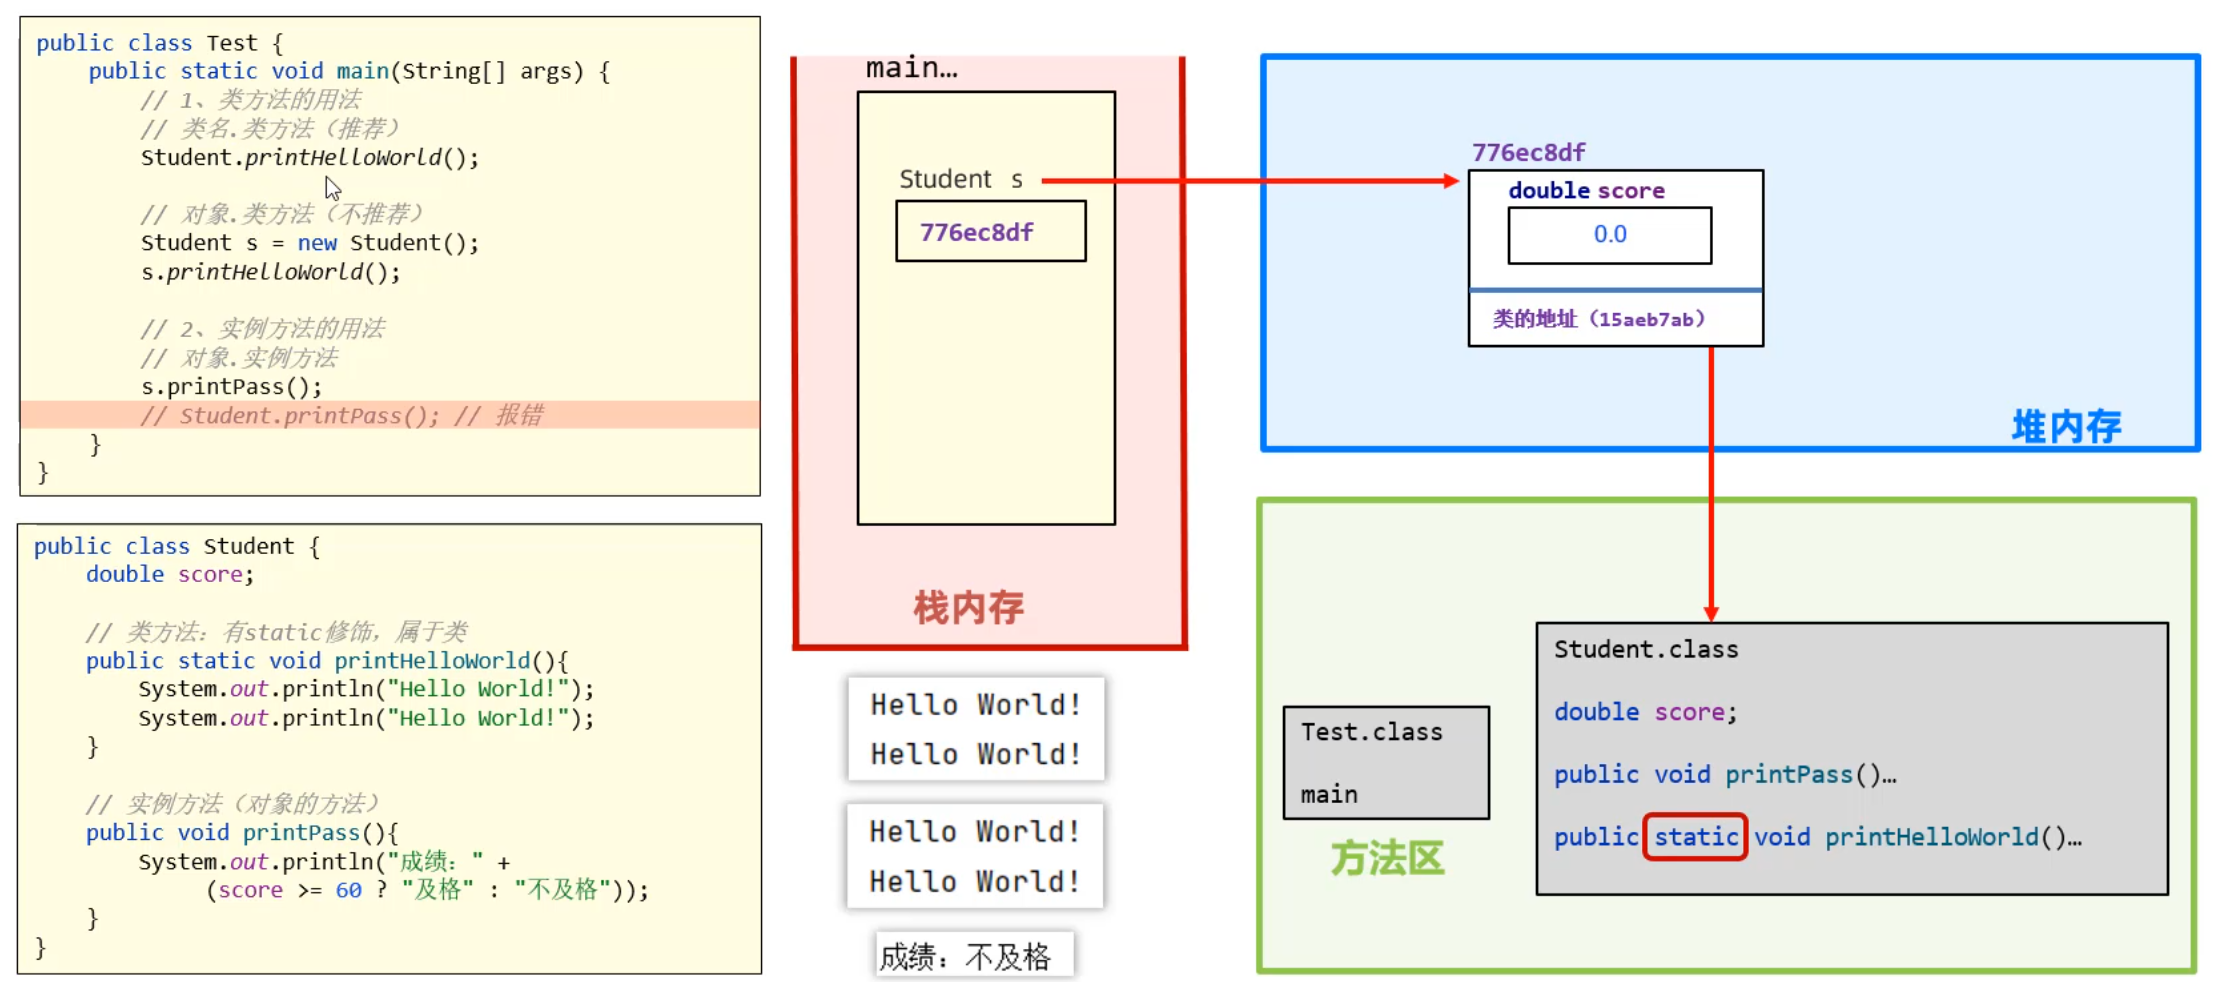 public class Test {
public static void main(String[] args) {
// 1、类方法的用法
// 类名.类方法（推荐）
Student.printHelloWorld();
// 对象.类方法（不推荐）
Student s = new Student();
s.printHelloWorld();
// 2、实例方法的用法
// 对象.实例方法
s.printPass();
// Student.printPass(); // 报错
}
}
public class Student {
double score;
// 类方法：有static修饰，属于类
public static void printHelloWorld(){
System.out.println("Hello World!");
System.out.println("Hello World!");
}
// 实例方法（对象的方法）
public void printPass(){
System.out.println("成绩：" +
(score >= 60 ? "及格" : "不及格"));
}
}
main…
Student s
776ec8df
栈内存
Hello World!
Hello World!
Hello World!
Hello World!
成绩：不及格
776ec8df
double score
0.0
类的地址（15aeb7ab）
堆内存
Test.class
main
方法区
Student.class
double score;
public void printPass()…
public static void printHelloWorld()…